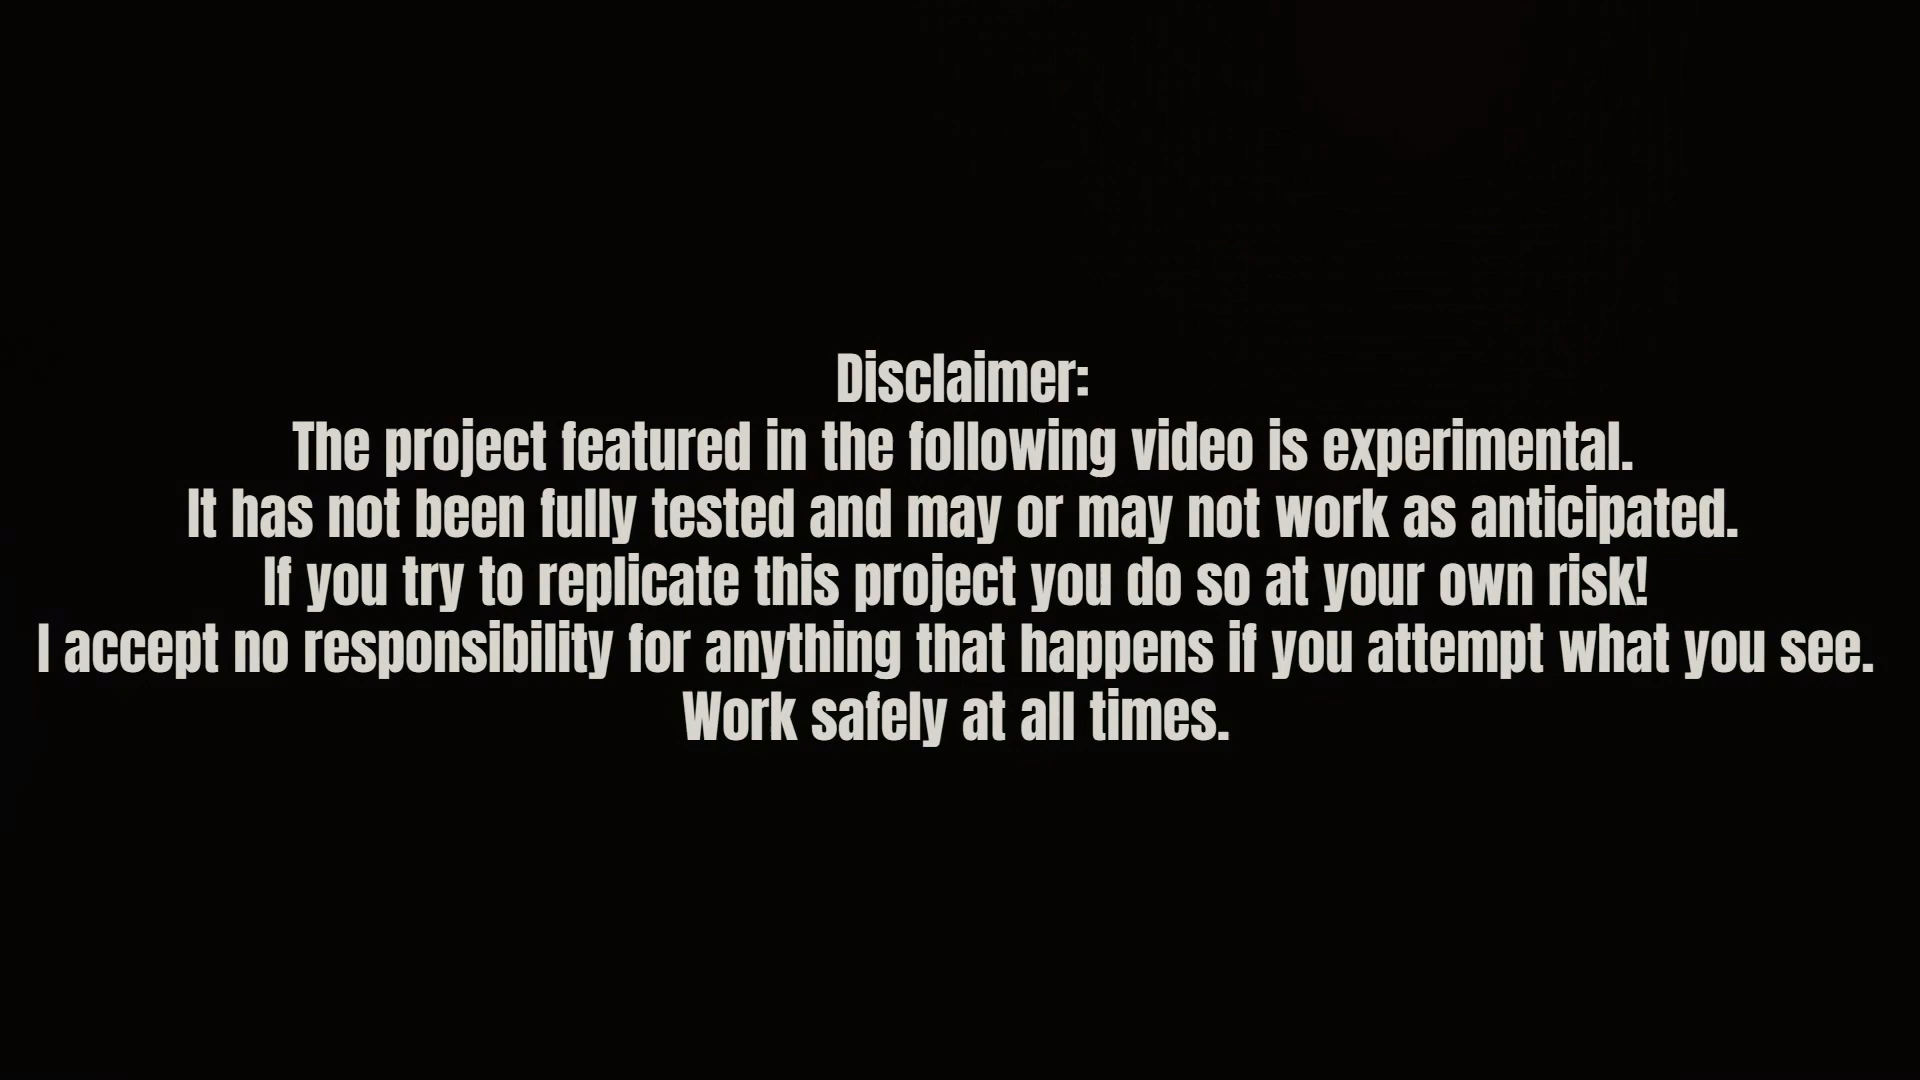 Disclaimer:
The project featured in the following video is experimental.
It has not been fully tested and may or may not work as anticipated.
If you try to replicate this project you do so at your own risk!
I accept no responsibility for anything that happens if you attempt what you see.
Work safely at all times.